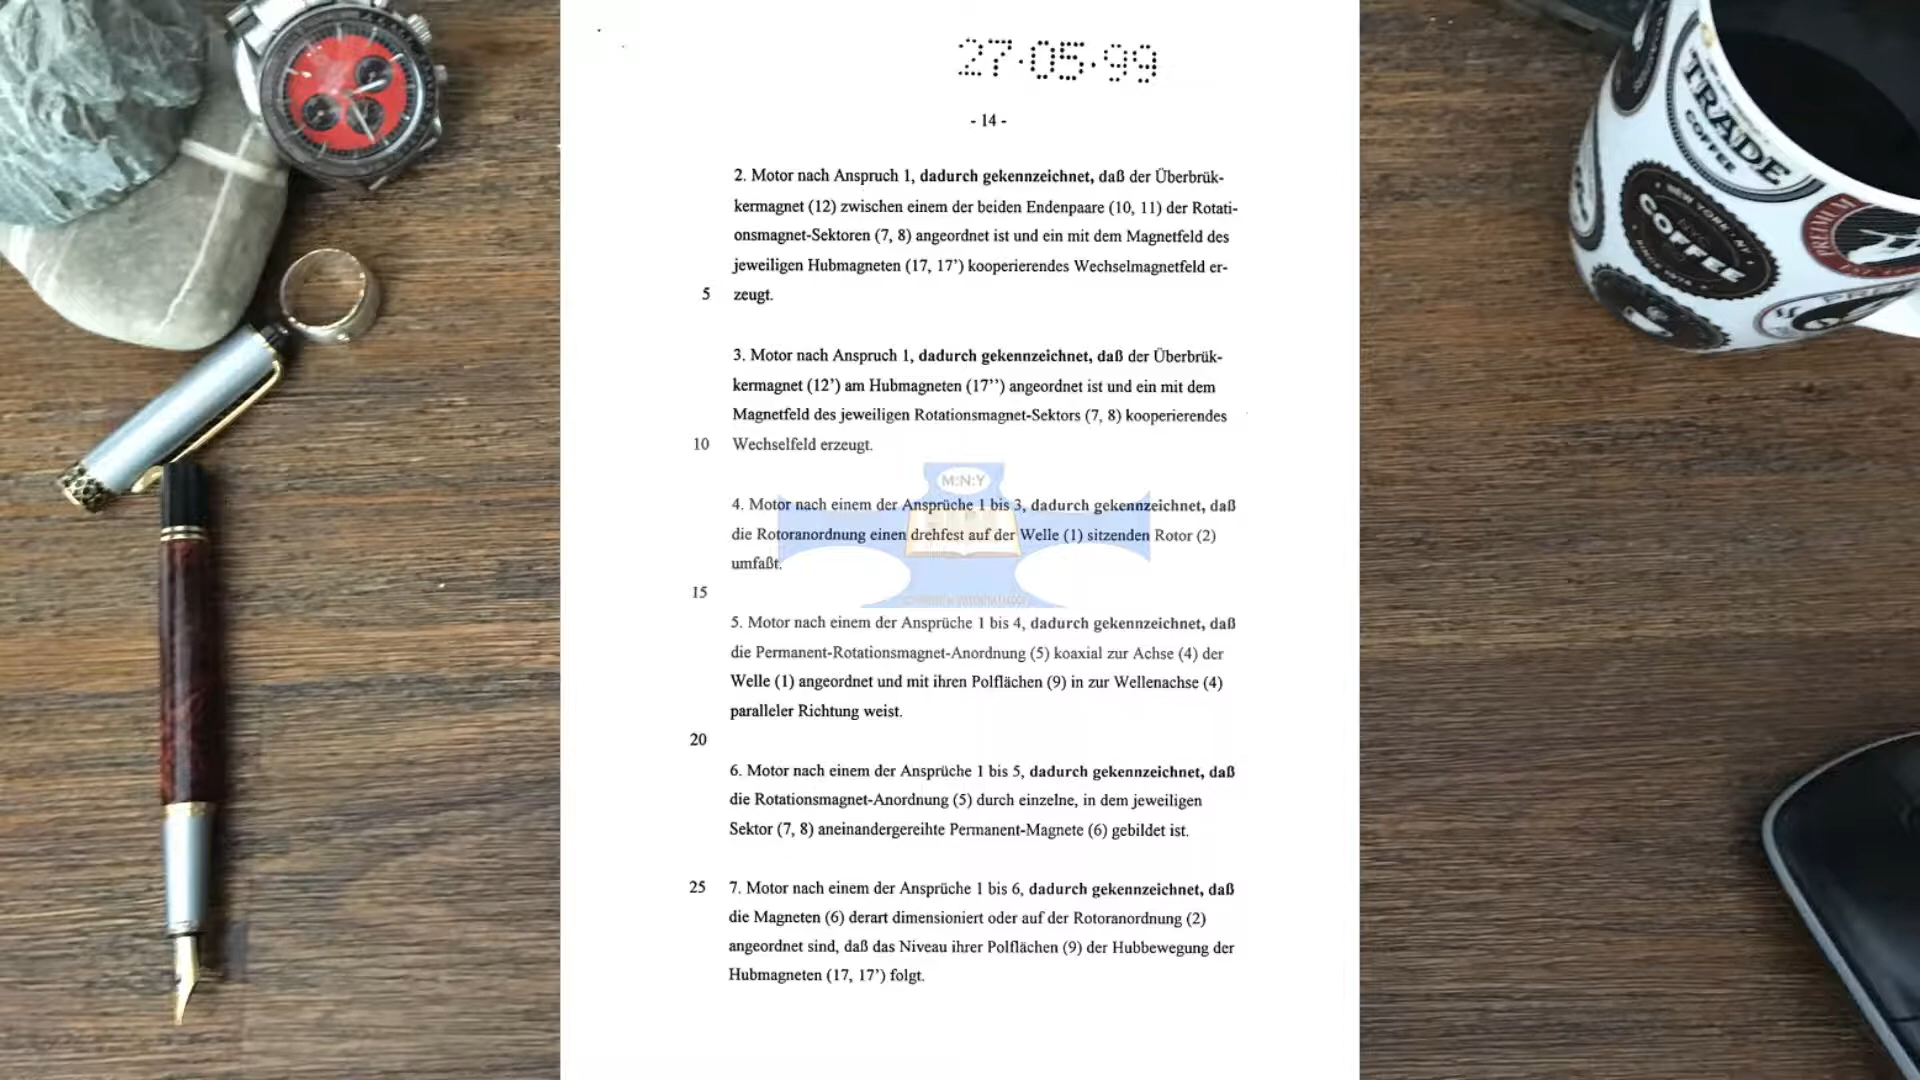 27·05·99
- 14 -
2. Motor nach Anspruch 1, dadurch gekennzeichnet, daß der Überbrük-
kermagnet (12) zwischen einem der beiden Endenpaare (10, 11) der Rotati-
onsmagnet-Sektoren (7, 8) angeordnet ist und ein mit dem Magnetfeld des
jeweiligen Hubmagneten (17, 17’) kooperierendes Wechselmagnetfeld er-
5 zeugt.
3. Motor nach Anspruch 1, dadurch gekennzeichnet, daß der Überbrük-
kermagnet (12’) am Hubmagneten (17’’) angeordnet ist und ein mit dem
Magnetfeld des jeweiligen Rotationsmagnet-Sektors (7, 8) kooperierendes
10 Wechselfeld erzeugt.
M:N:Y
4. Motor nach einem der Ansprüche 1 bis 3, dadurch gekennzeichnet, daß
die Rotoranordnung einen drehfest auf der Welle (1) sitzenden Rotor (2)
umfaßt.
15
5. Motor nach einem der Ansprüche 1 bis 4, dadurch gekennzeichnet, daß
die Permanent-Rotationsmagnet-Anordnung (5) koaxial zur Achse (4) der
Welle (1) angeordnet und mit ihren Polflächen (9) in zur Wellenachse (4)
paralleler Richtung weist.
20
6. Motor nach einem der Ansprüche 1 bis 5, dadurch gekennzeichnet, daß
die Rotationsmagnet-Anordnung (5) durch einzelne, in dem jeweiligen
Sektor (7, 8) aneinandergereihte Permanent-Magnete (6) gebildet ist.
25 7. Motor nach einem der Ansprüche 1 bis 6, dadurch gekennzeichnet, daß
die Magneten (6) derart dimensioniert oder auf der Rotoranordnung (2)
angeordnet sind, daß das Niveau ihrer Polflächen (9) der Hubbewegung der
Hubmagneten (17, 17’) folgt.
TRADE
COFFEE
NEW YORK, NY
COFFEE
PREMIUM